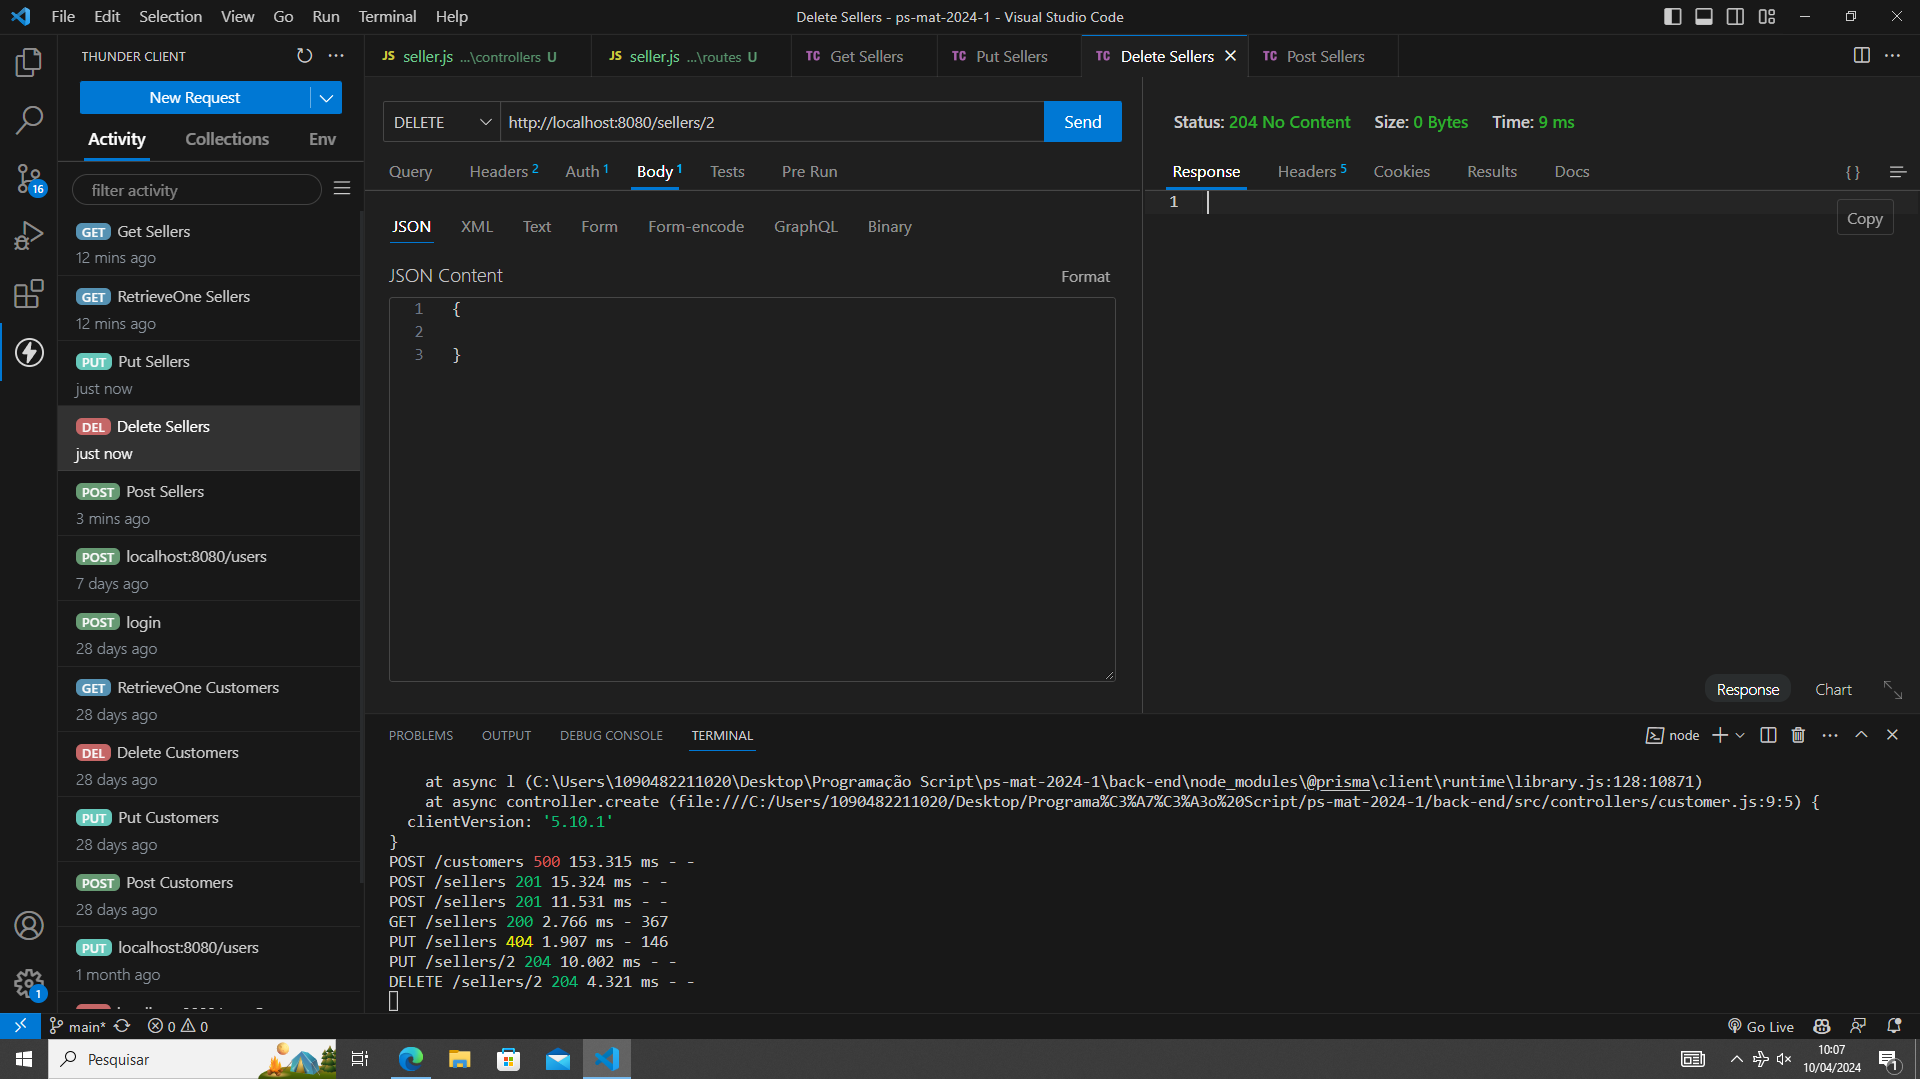 File Edit Selection View Go Run Terminal Help
Delete Sellers - ps-mat-2024-1 - Visual Studio Code
THUNDER CLIENT
New Request
Activity Collections Env
filter activity
GET Get Sellers
12 mins ago
GET RetrieveOne Sellers
12 mins ago
PUT Put Sellers
just now
DEL Delete Sellers
just now
POST Post Sellers
3 mins ago
POST localhost:8080/users
7 days ago
POST login
28 days ago
GET RetrieveOne Customers
28 days ago
DEL Delete Customers
28 days ago
PUT Put Customers
28 days ago
POST Post Customers
28 days ago
PUT localhost:8080/users
1 month ago
16
1
JS seller.js ...\controllers U
JS seller.js ...\routes U
TC Get Sellers
TC Put Sellers
TC Delete Sellers
TC Post Sellers
DELETE http://localhost:8080/sellers/2 Send
Query Headers 2 Auth 1 Body 1 Tests Pre Run
JSON XML Text Form Form-encode GraphQL Binary
JSON Content Format
1 {
2
3 }
Status: 204 No Content Size: 0 Bytes Time: 9 ms
Response Headers 5 Cookies Results Docs { }
1
Copy
Response Chart
PROBLEMS OUTPUT DEBUG CONSOLE TERMINAL
node
at async l (C:\Users\1090482211020\Desktop\Programação Script\ps-mat-2024-1\back-end\node_modules\@prisma\client\runtime\library.js:128:10871)
at async controller.create (file:///C:/Users/1090482211020/Desktop/Programa%C3%A7%C3%A3o%20Script/ps-mat-2024-1/back-end/src/controllers/customer.js:9:5) {
clientVersion: '5.10.1'
}
POST /customers 500 153.315 ms - -
POST /sellers 201 15.324 ms - -
POST /sellers 201 11.531 ms - -
GET /sellers 200 2.766 ms - 367
PUT /sellers 404 1.907 ms - 146
PUT /sellers/2 204 10.002 ms - -
DELETE /sellers/2 204 4.321 ms - -
main* 0 0
Go Live
Pesquisar
10:07
10/04/2024
1